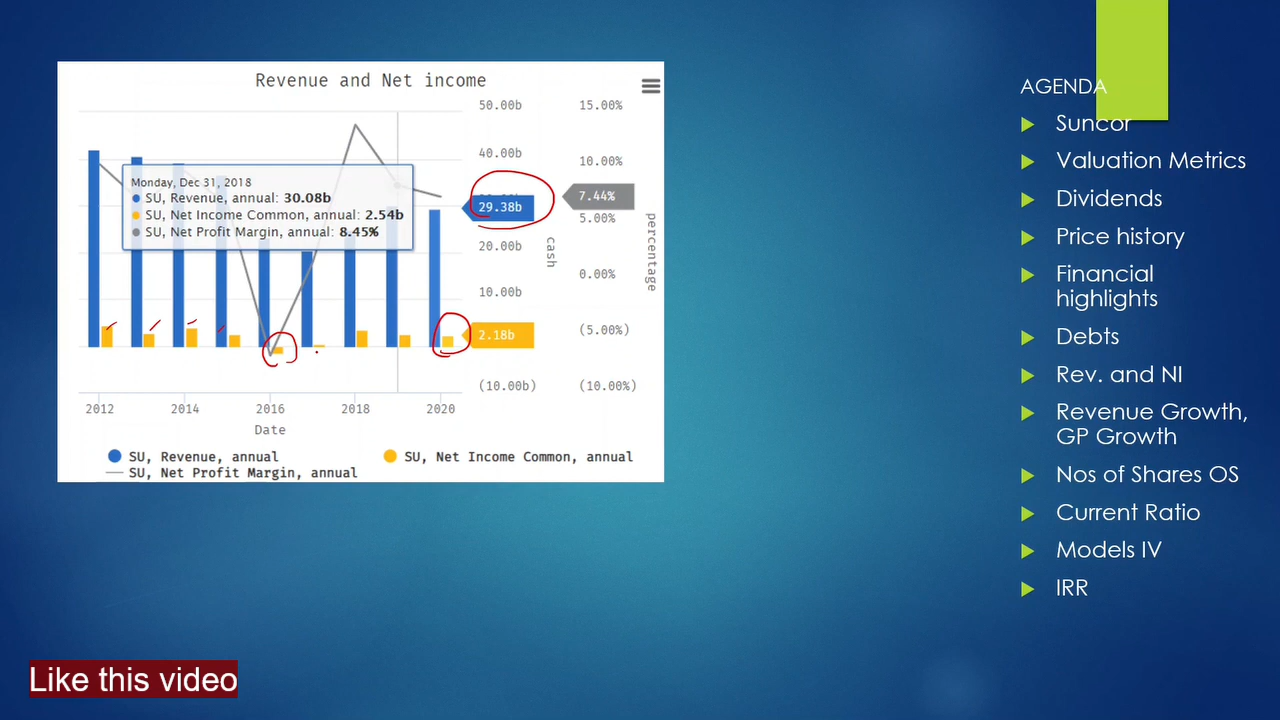 Revenue and Net income
50.00b
15.00%
40.00b
10.00%
Monday, Dec 31, 2018
SU, Revenue, annual: 30.08b
SU, Net Income Common, annual: 2.54b
SU, Net Profit Margin, annual: 8.45%
29.38b
7.44%
5.00%
20.00b
0.00%
cash
percentage
10.00b
2.18b
(5.00%)
(10.00b)
(10.00%)
2012
2014
2016
2018
2020
Date
SU, Revenue, annual
SU, Net Income Common, annual
SU, Net Profit Margin, annual
AGENDA
Suncor
Valuation Metrics
Dividends
Price history
Financial
highlights
Debts
Rev. and NI
Revenue Growth,
GP Growth
Nos of Shares OS
Current Ratio
Models IV
IRR
Like this video